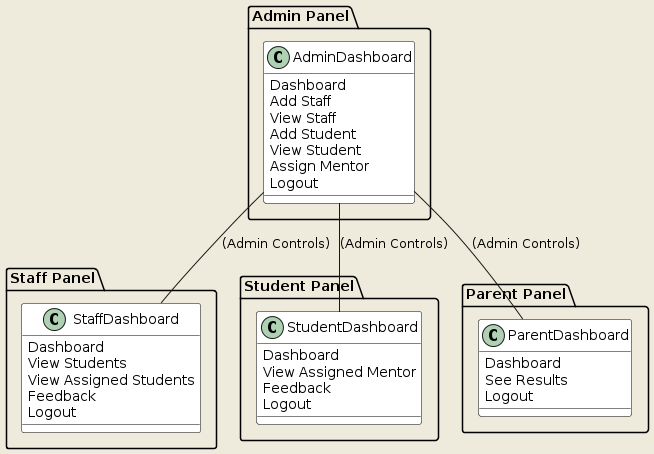 Admin Panel
C AdminDashboard
Dashboard
Add Staff
View Staff
Add Student
View Student
Assign Mentor
Logout
(Admin Controls)
(Admin Controls)
(Admin Controls)
Staff Panel
C StaffDashboard
Dashboard
View Students
View Assigned Students
Feedback
Logout
Student Panel
C StudentDashboard
Dashboard
View Assigned Mentor
Feedback
Logout
Parent Panel
C ParentDashboard
Dashboard
See Results
Logout